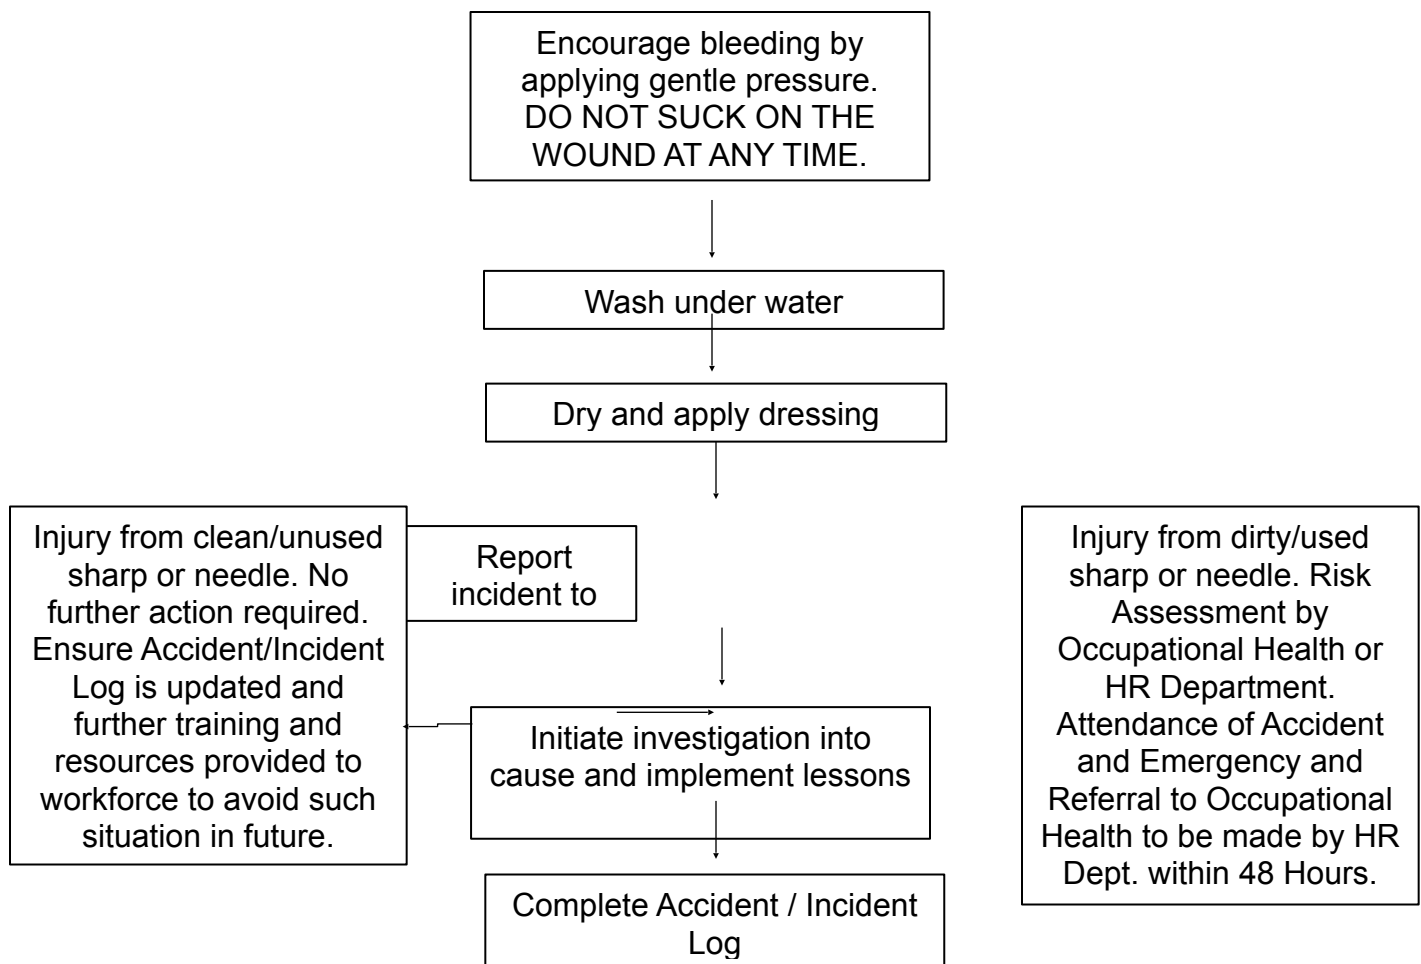 Encourage bleeding by
applying gentle pressure.
DO NOT SUCK ON THE
WOUND AT ANY TIME.
Wash under water
Dry and apply dressing
Injury from clean/unused
sharp or needle. No
further action required.
Ensure Accident/Incident
Log is updated and
further training and
resources provided to
workforce to avoid such
situation in future.
Report
incident to
Injury from dirty/used
sharp or needle. Risk
Assessment by
Occupational Health or
HR Department.
Attendance of Accident
and Emergency and
Referral to Occupational
Health to be made by HR
Dept. within 48 Hours.
Initiate investigation into
cause and implement lessons
Complete Accident / Incident
Log